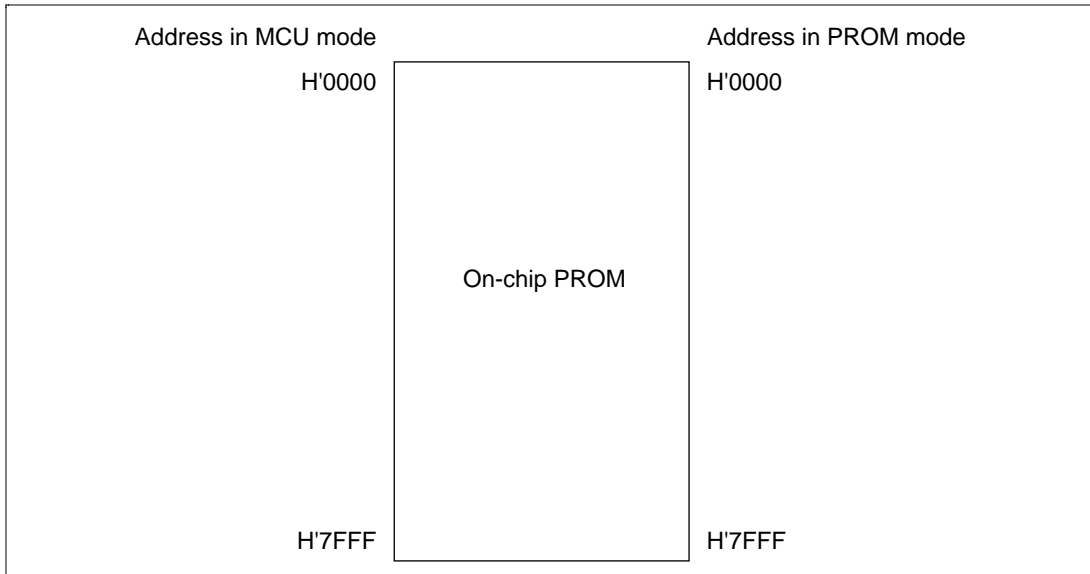 Address in MCU mode Address in PROM mode
H'0000 H'0000
On-chip PROM
H'7FFF H'7FFF